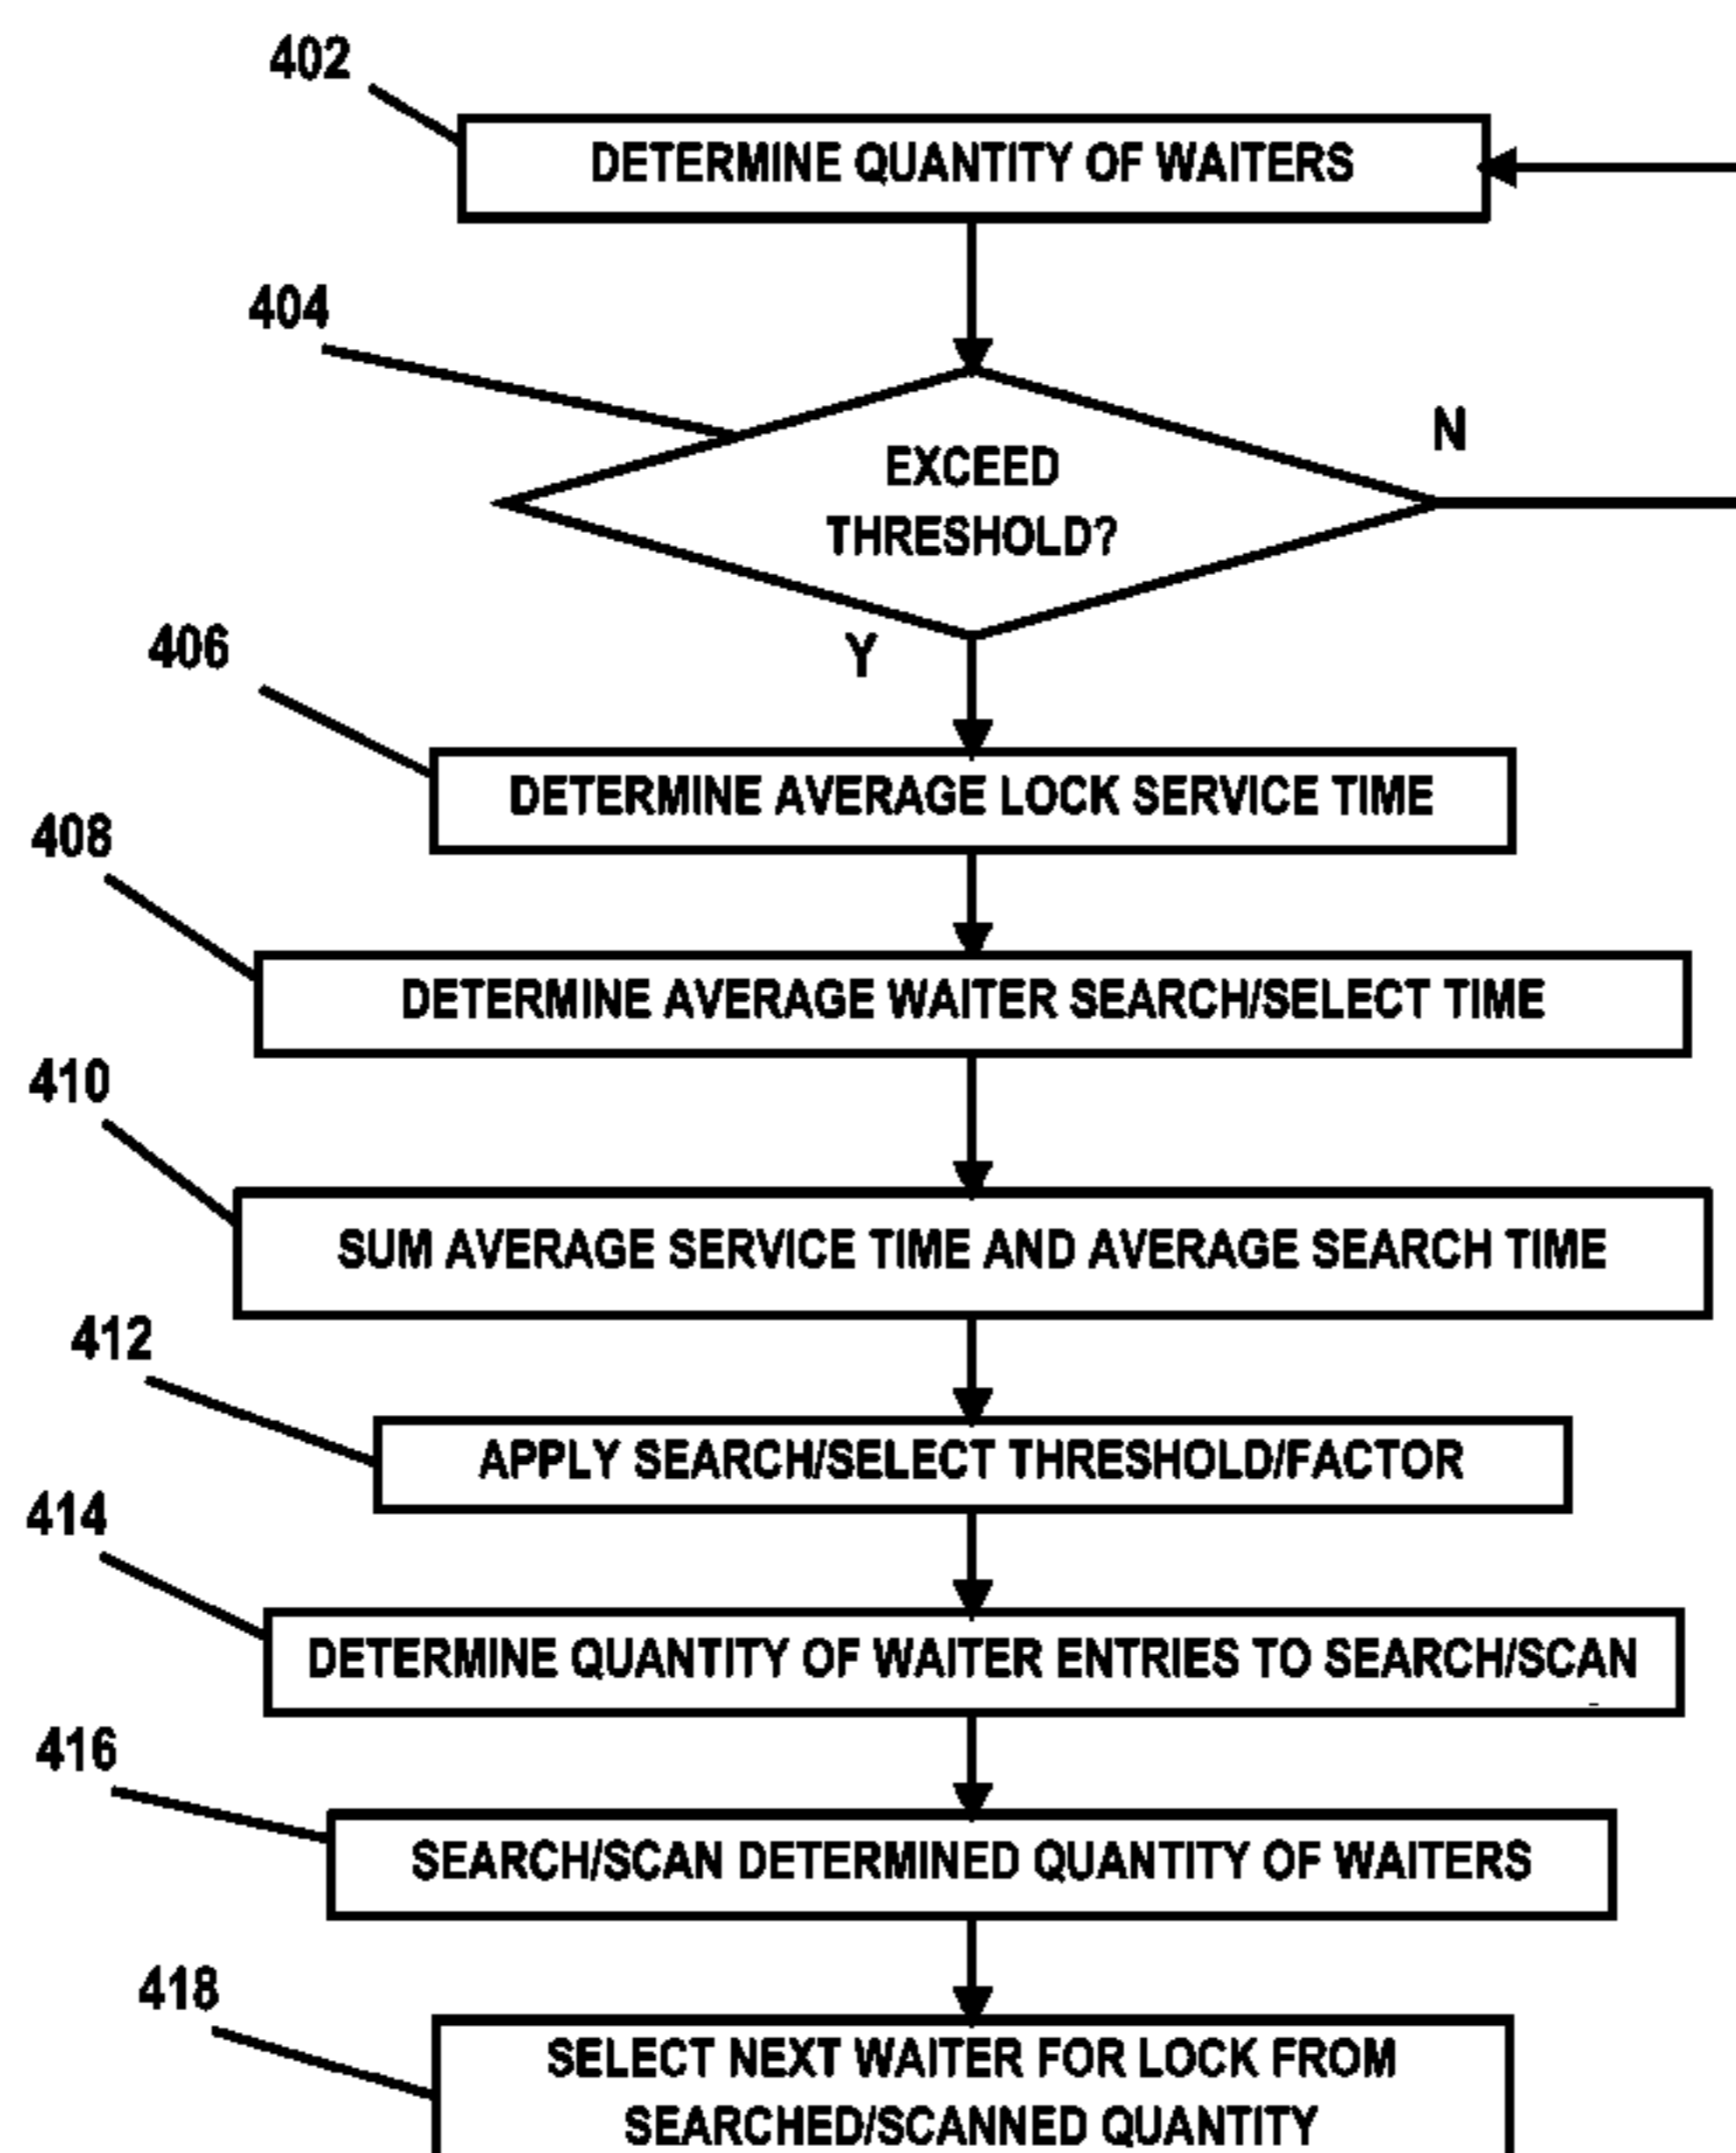 402
DETERMINE QUANTITY OF WAITERS
404
EXCEED
THRESHOLD?
N
Y
406
DETERMINE AVERAGE LOCK SERVICE TIME
408
DETERMINE AVERAGE WAITER SEARCH/SELECT TIME
410
SUM AVERAGE SERVICE TIME AND AVERAGE SEARCH TIME
412
APPLY SEARCH/SELECT THRESHOLD/FACTOR
414
DETERMINE QUANTITY OF WAITER ENTRIES TO SEARCH/SCAN
416
SEARCH/SCAN DETERMINED QUANTITY OF WAITERS
418
SELECT NEXT WAITER FOR LOCK FROM
SEARCHED/SCANNED QUANTITY